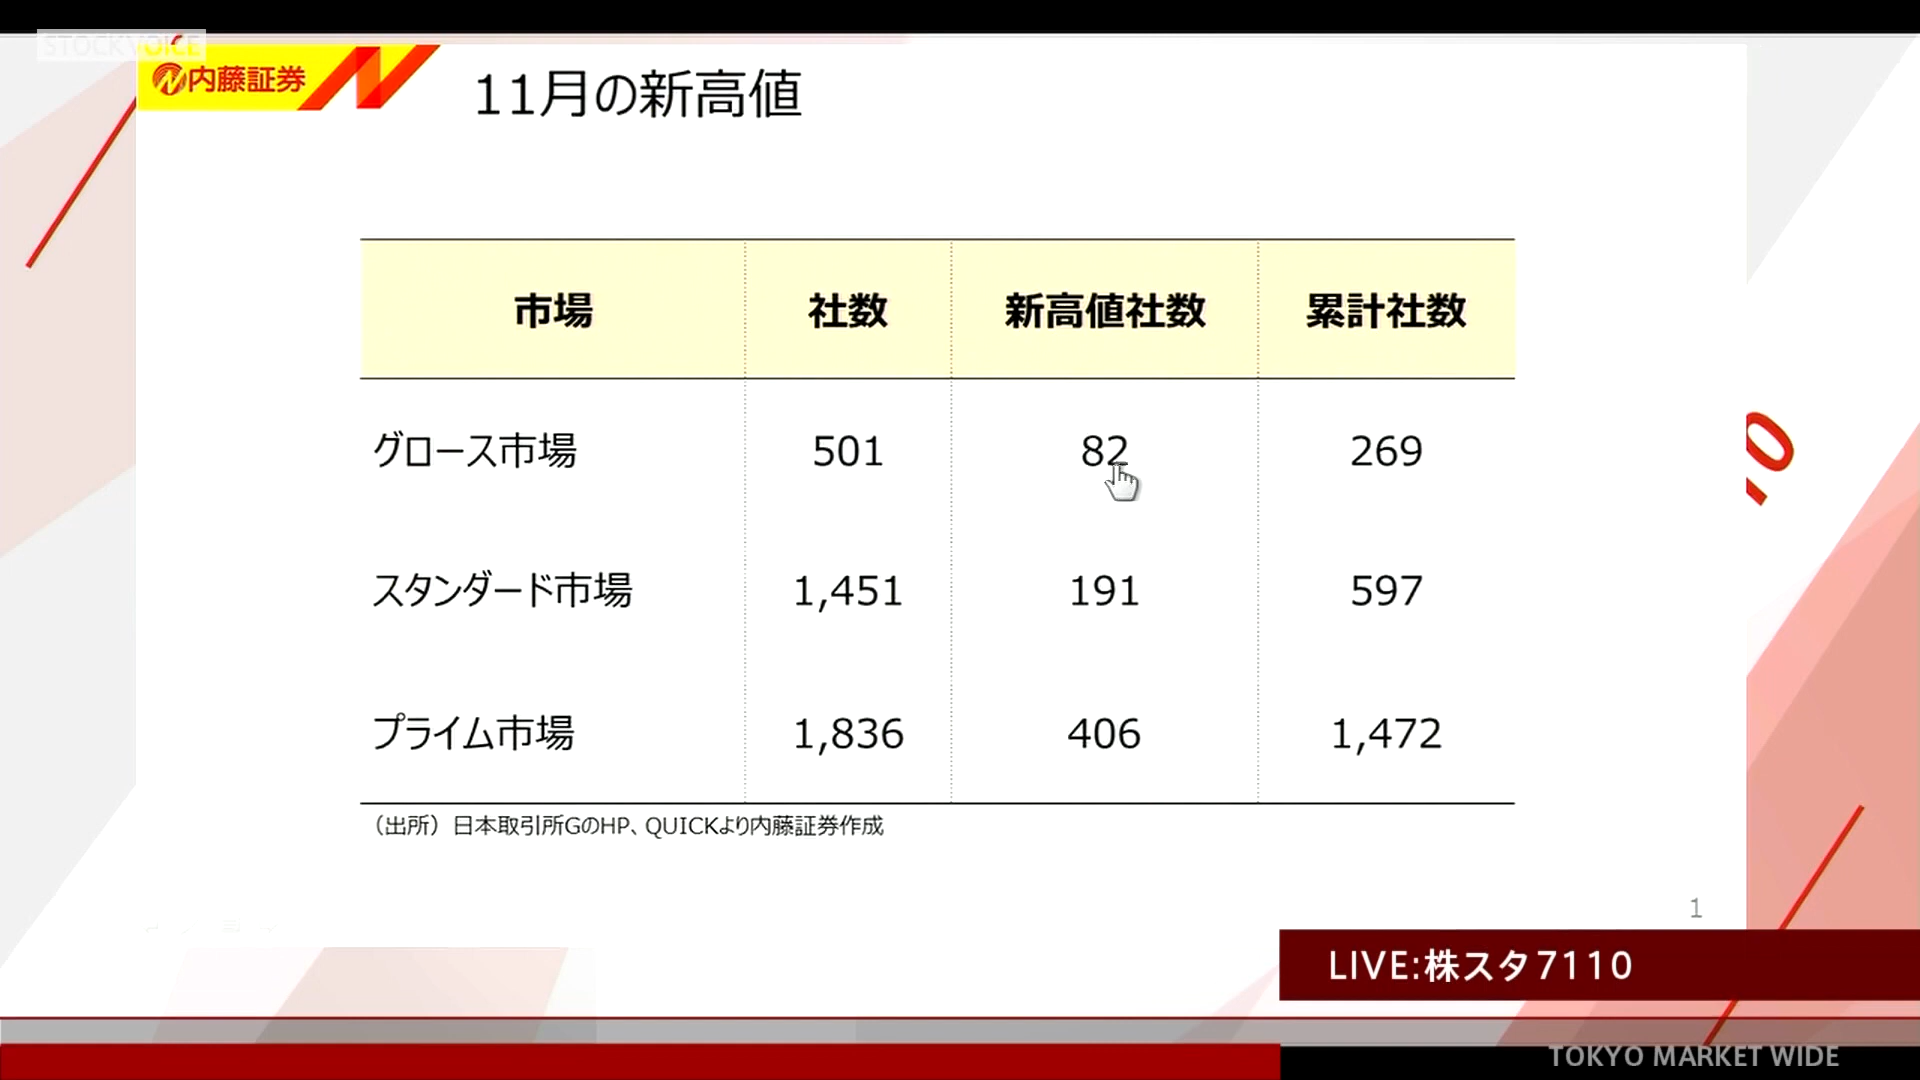 STOCKVOICE
内藤証券
11月の新高値
市場 社数 新高値社数 累計社数
グロース市場 501 82 269
スタンダード市場 1,451 191 597
プライム市場 1,836 406 1,472
（出所）日本取引所GのHP、QUICKより内藤証券作成
1
LIVE:株スタ7110
TOKYO MARKET WIDE